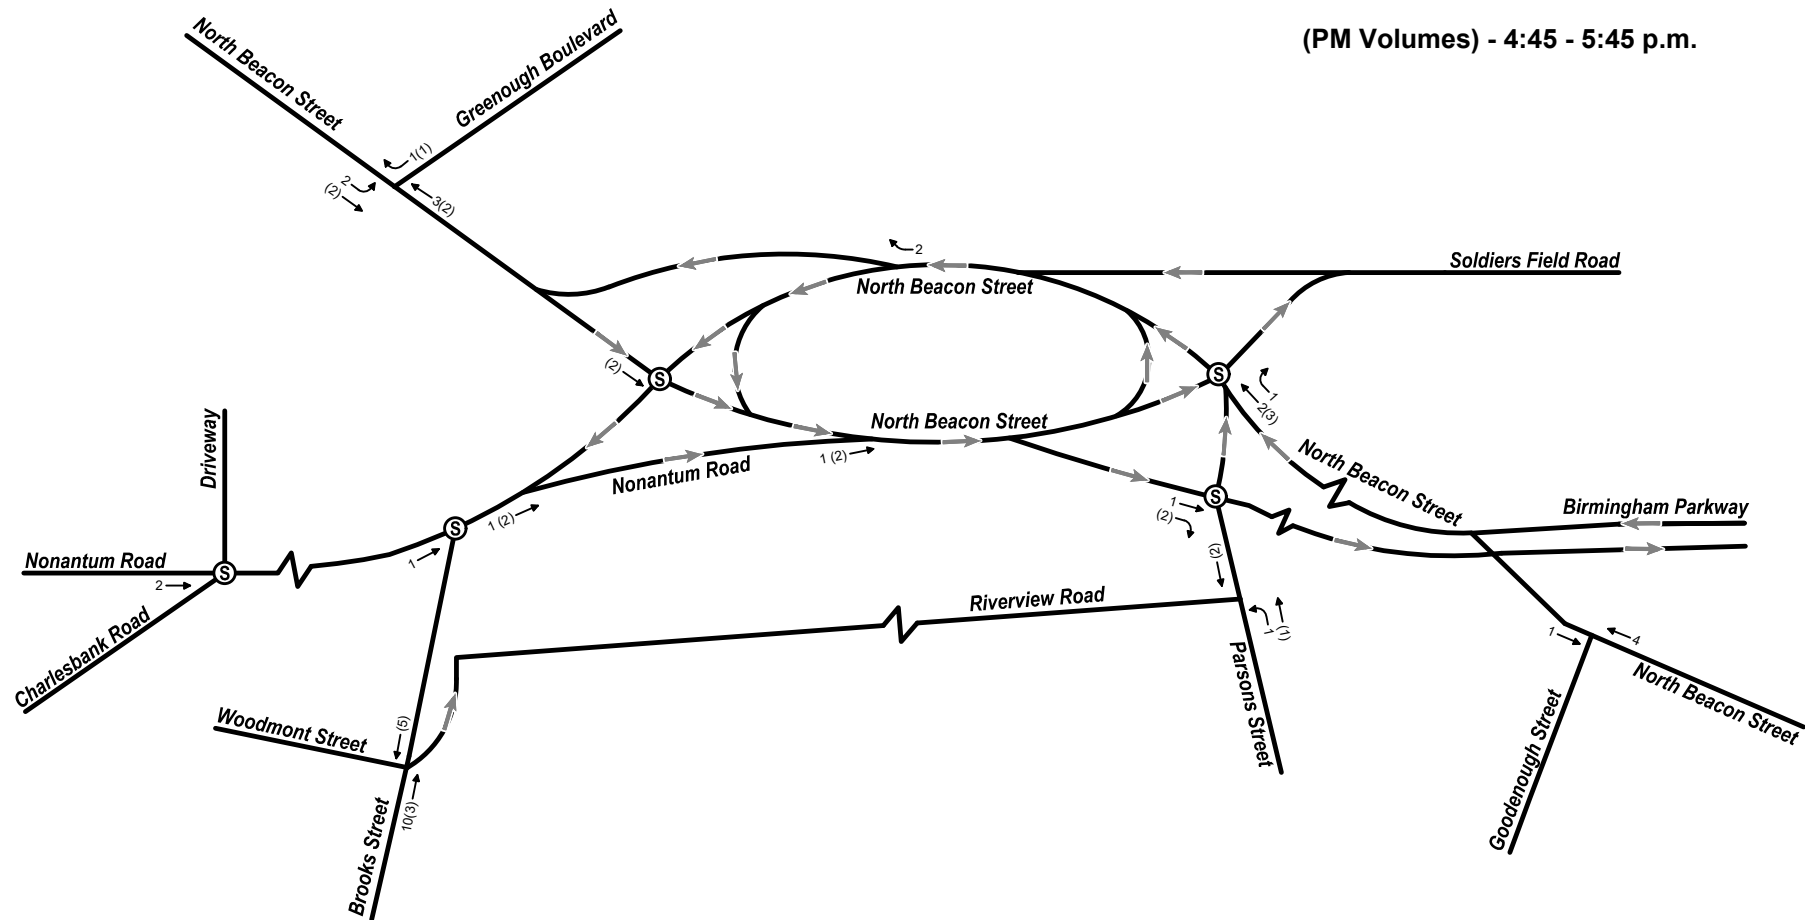 (PM Volumes) - 4:45 - 5:45 p.m.
North Beacon Street
Greenough Boulevard
1(1)
2
(2)
3(2)
2
Soldiers Field Road
North Beacon Street
(2)
S
S
1
2(3)
North Beacon Street
Driveway
1 (2)
Nonantum Road
North Beacon Street
S
1
(2)
Birmingham Parkway
1 (2)
S
1
Nonantum Road
2
S
(2)
Charlesbank Road
Riverview Road
1
(1)
1
4
North Beacon Street
Parsons Street
Woodmont Street
(5)
Goodenough Street
10(3)
Brooks Street